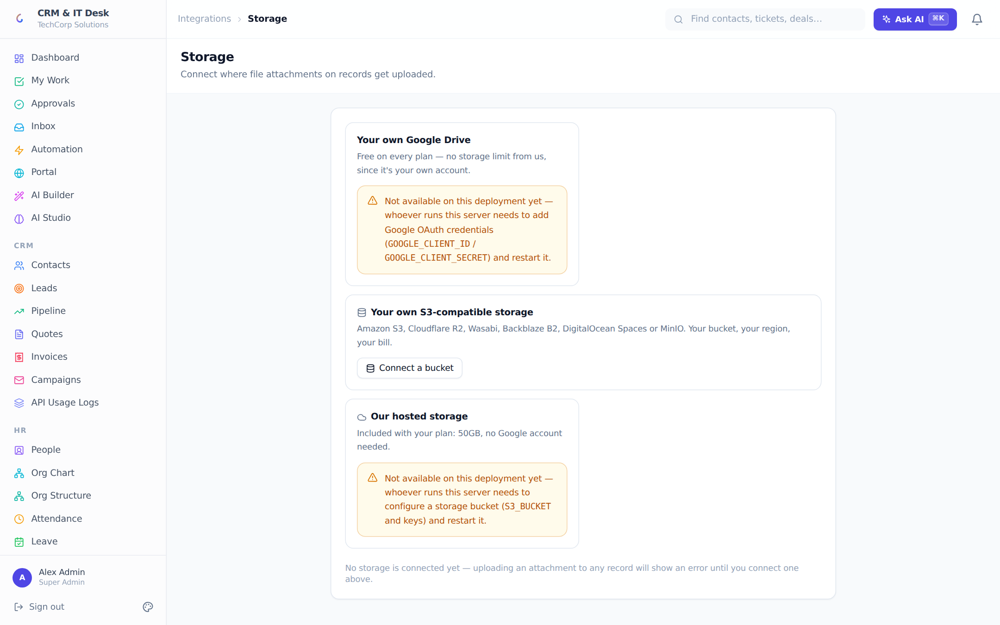 CRM & IT Desk
TechCorp Solutions
Dashboard
My Work
Approvals
Inbox
Automation
Portal
AI Builder
AI Studio
CRM
Contacts
Leads
Pipeline
Quotes
Invoices
Campaigns
API Usage Logs
HR
People
Org Chart
Org Structure
Attendance
Leave
A
Alex Admin
Super Admin
Sign out
Integrations
Storage
Find contacts, tickets, deals...
Ask AI
⌘K
Storage
Connect where file attachments on records get uploaded.
Your own Google Drive
Free on every plan — no storage limit from us,
since it's your own account.
Not available on this deployment yet —
whoever runs this server needs to add
Google OAuth credentials
(GOOGLE_CLIENT_ID /
GOOGLE_CLIENT_SECRET) and restart it.
Your own S3-compatible storage
Amazon S3, Cloudflare R2, Wasabi, Backblaze B2, DigitalOcean Spaces or MinIO. Your bucket, your region,
your bill.
Connect a bucket
Our hosted storage
Included with your plan: 50GB, no Google account
needed.
Not available on this deployment yet —
whoever runs this server needs to
configure a storage bucket (S3_BUCKET
and keys) and restart it.
No storage is connected yet — uploading an attachment to any record will show an error until you connect one
above.